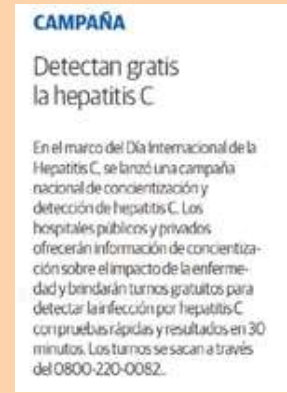 CAMPAÑA
Detectan gratis
la hepatitis C
En el marco del Día Internacional de la
Hepatitis C, se lanzó una campaña
nacional de concientización y
detección de hepatitis C. Los
hospitales públicos y privados
ofrecerán información de concientiza-
ción sobre el impacto de la enferme-
dad y brindarán turnos gratuitos para
detectar la infección por hepatitis C
con pruebas rápidas y resultados en 30
minutos. Los turnos se sacan a través
del 0800-220-0082.